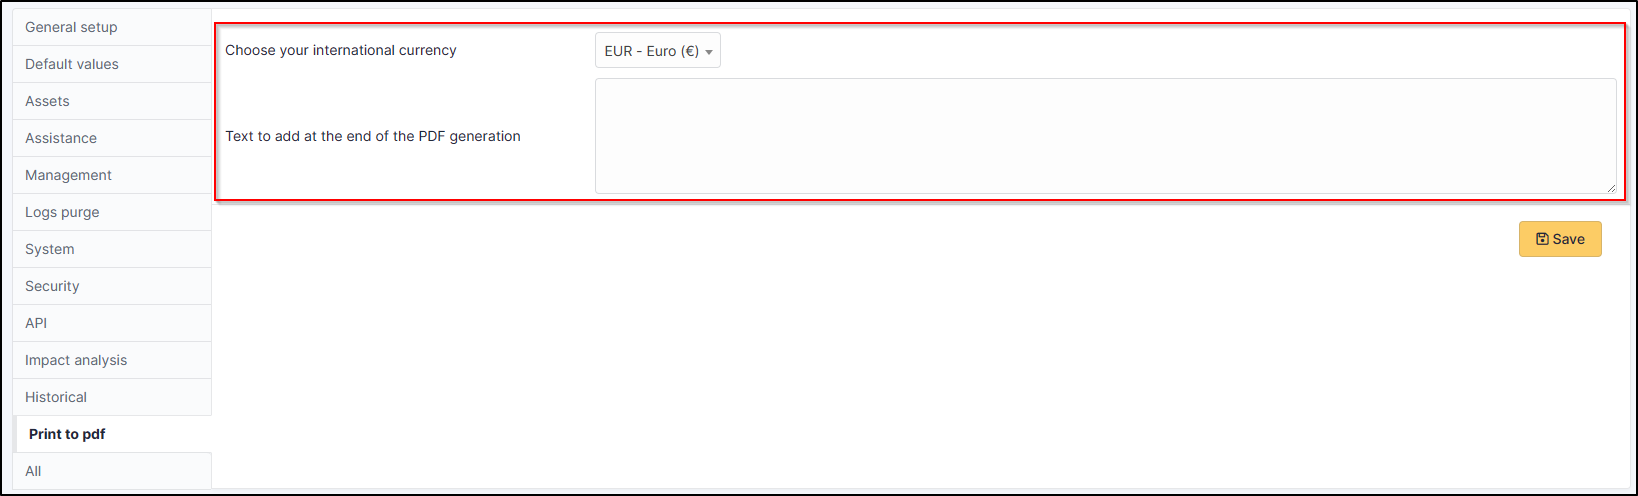 General setup
Default values
Assets
Assistance
Management
Logs purge
System
Security
API
Impact analysis
Historical
Print to pdf
All
Choose your international currency
EUR - Euro (€)
Text to add at the end of the PDF generation
Save